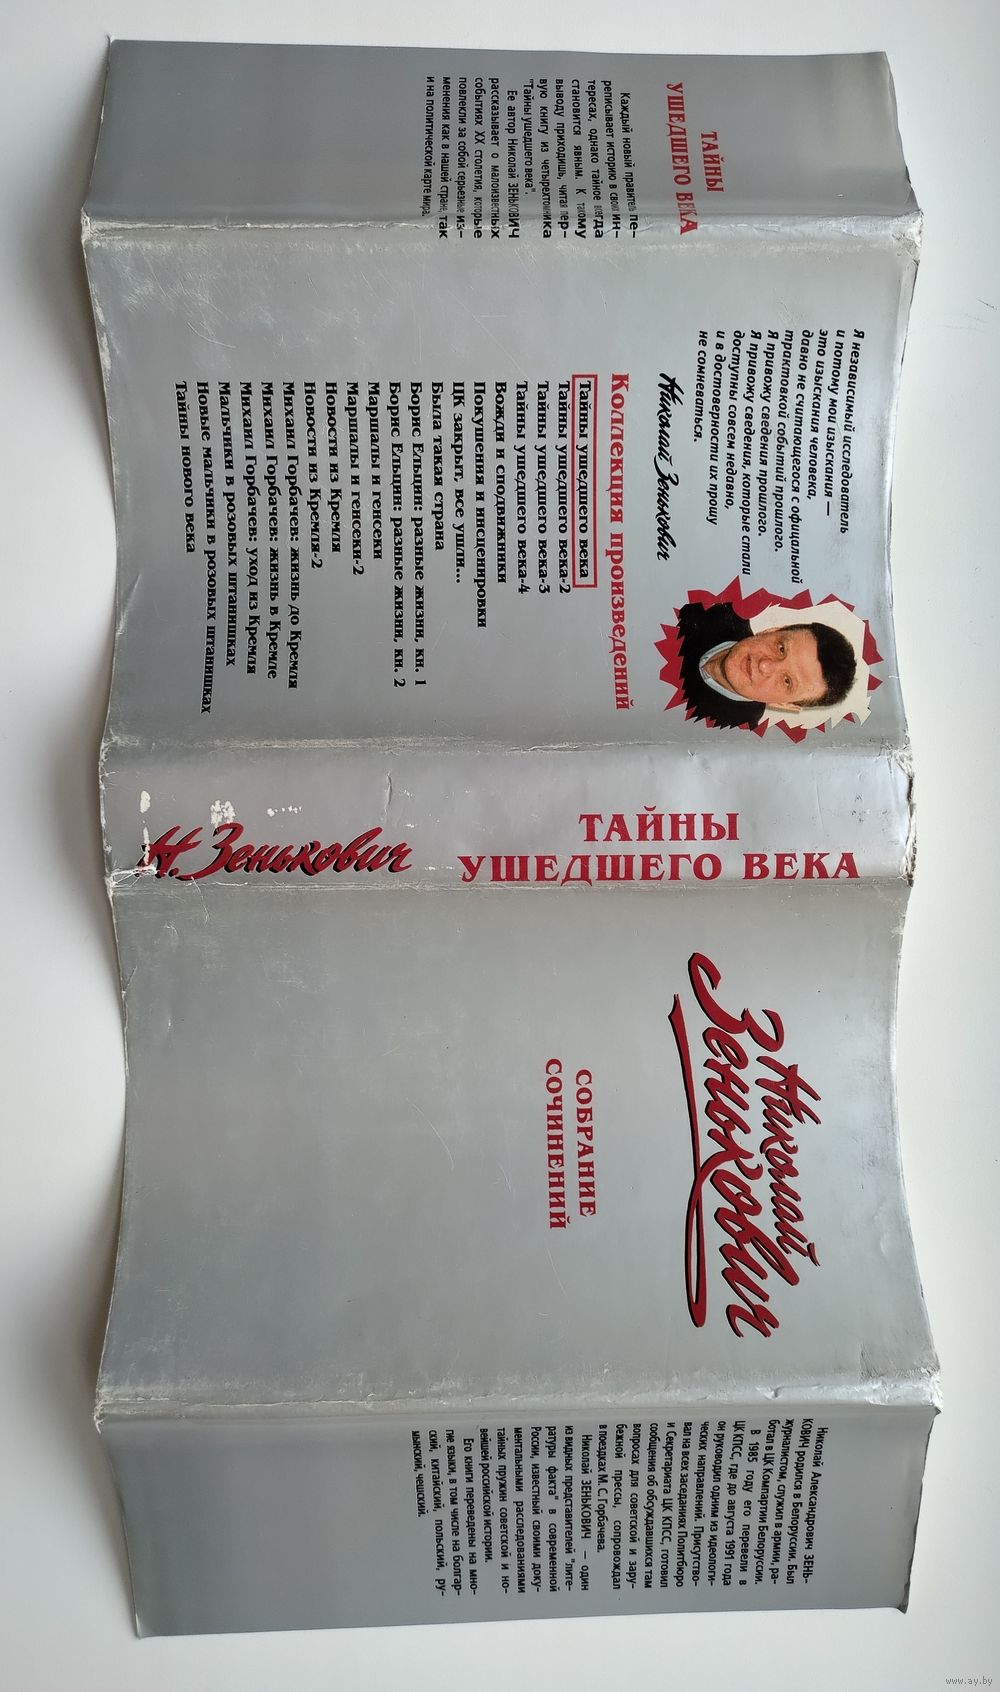 ТАЙНЫ
УШЕДШЕГО ВЕКА
Каждый новый правитель пе-
реписывает историю в своих ин-
тересах, однако тайное всегда
становится явным. К такому
выводу приходишь, читая пер-
вую книгу из четырехтомника
"Тайны ушедшего века".
Ее автор Николай ЗЕНЬКОВИЧ
рассказывает о малоизвестных
событиях XX столетия, которые
повлекли за собой серьезные из-
менения как в нашей стране, так
и на политической карте мира.
Я независимый исследователь
и потому мои изыскания —
это изыскания человека,
давно не считающегося с официальной
трактовкой событий прошлого.
Я привожу сведения прошлого.
Я привожу сведения, которые стали
доступны совсем недавно,
и в достоверности их прошу
не сомневаться.
Николай Зенькович
Коллекция произведений
Тайны ушедшего века
Тайны ушедшего века-2
Тайны ушедшего века-3
Тайны ушедшего века-4
Вожди и сподвижники
Покушения и инсценировки
ЦК закрыт, все ушли...
Была такая страна
Борис Ельцин: разные жизни, кн. 1
Борис Ельцин: разные жизни, кн. 2
Маршалы и генсеки
Маршалы и генсеки-2
Новости из Кремля
Новости из Кремля-2
Михаил Горбачев: жизнь до Кремля
Михаил Горбачев: жизнь в Кремле
Михаил Горбачев: уход из Кремля
Мальчики в розовых штанишках
Новые мальчики в розовых штанишках
Тайны нового века
ТАЙНЫ
УШЕДШЕГО ВЕКА
Н. Зенькович
Николай
Зенькович
СОБРАНИЕ
СОЧИНЕНИЙ
Николай Александрович ЗЕНЬ-
КОВИЧ родился в Белоруссии. Был
журналистом, служил в армии, ра-
ботал в ЦК Компартии Белоруссии.
В 1985 году его перевели в
ЦК КПСС, где до августа 1991 года
он руководил одним из идеологи-
ческих направлений. Присутство-
вал на всех заседаниях Политбюро
и Секретариата ЦК КПСС, готовил
сообщения об обсуждавшихся там
вопросах для советской и зару-
бежной прессы, сопровождал
в поездках М. С. Горбачева.
Николай ЗЕНЬКОВИЧ — один
из видных представителей "лите-
ратуры факта" в современной
России, известный своими доку-
ментальными расследованиями
тайных пружин советской и но-
вейшей российской истории.
Его книги переведены на мно-
гие языки, в том числе на болгар-
ский, китайский, польский, ру-
мынский, чешский.
www.ay.by